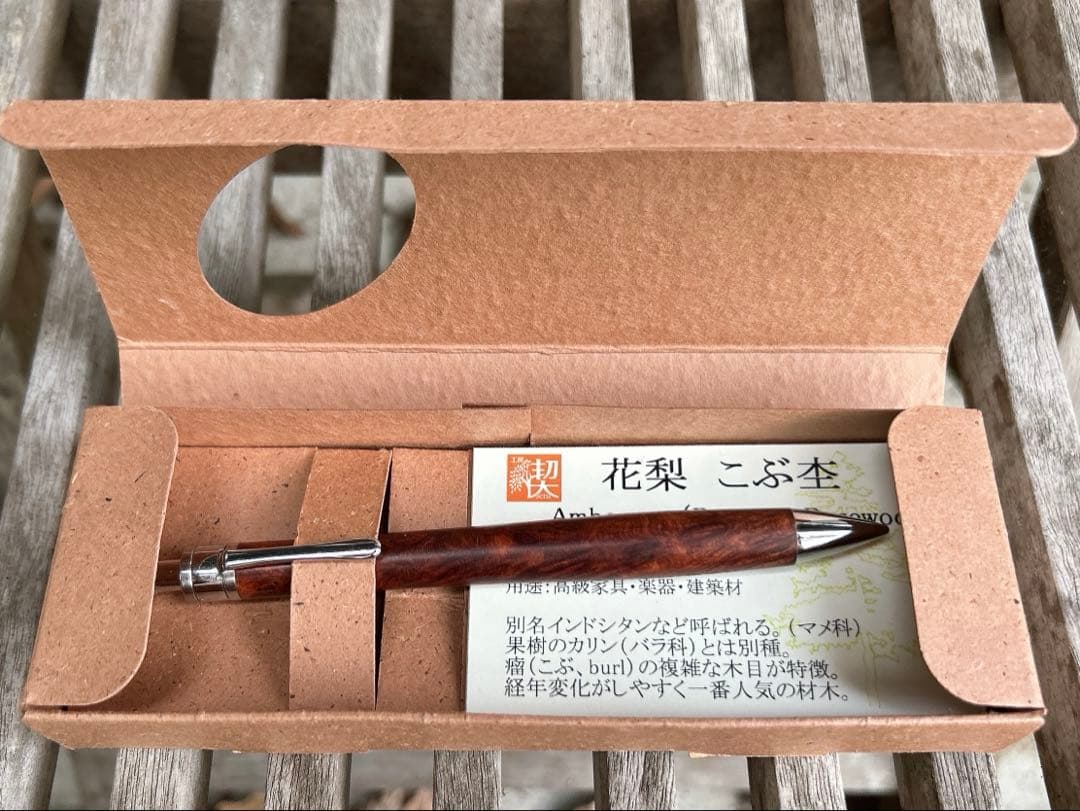 工房
楔
花梨 こぶ杢
用途:高級家具・楽器・建築材
別名インドシタンなど呼ばれる。(マメ科)
果樹のカリン(バラ科)とは別種。
瘤(こぶ、burl)の複雑な木目が特徴。
経年変化がしやすく一番人気の材木。